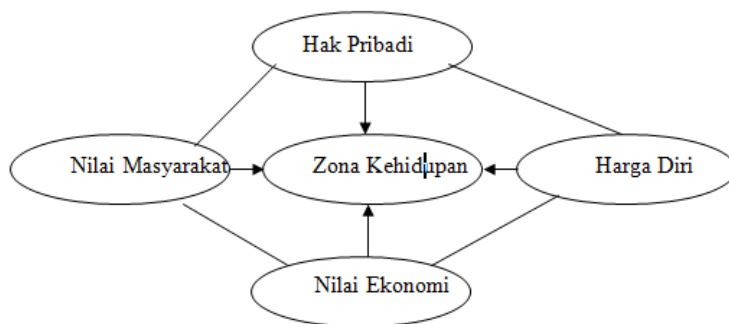 Hak Pribadi
Nilai Masyarakat
Zona Kehidupan
Harga Diri
Nilai Ekonomi